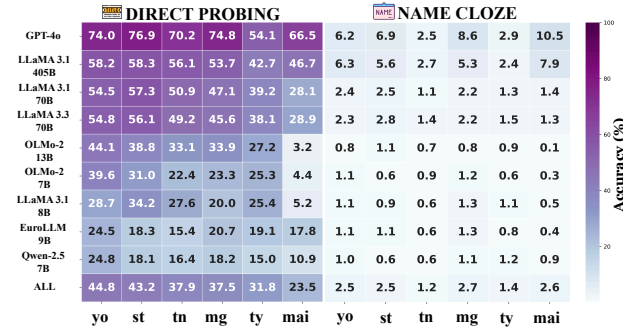 DIRECT PROBING NAME NAME CLOZE
GPT-4o 74.0 76.9 70.2 74.8 54.1 66.5 6.2 6.9 2.5 8.6 2.9 10.5
LLaMA 3.1 405B 58.2 58.3 56.1 53.7 42.7 46.7 6.3 5.6 2.7 5.3 2.4 7.9
LLaMA 3.1 70B 54.5 57.3 50.9 47.1 39.2 28.1 2.4 2.5 1.1 2.2 1.3 1.4
LLaMA 3.3 70B 54.8 56.1 49.2 45.6 38.1 28.9 2.3 2.8 1.4 2.2 1.5 1.3
OLMo-2 13B 44.1 38.8 33.1 33.9 27.2 3.2 0.8 1.1 0.7 0.8 0.9 0.1
OLMo-2 7B 39.6 31.0 22.4 23.3 25.3 4.4 1.1 0.6 0.9 1.2 0.6 0.3
LLaMA 3.1 8B 28.7 34.2 27.6 20.0 25.4 5.2 1.1 0.9 0.6 1.3 1.1 0.5
EuroLLM 9B 24.5 18.3 15.4 20.7 19.1 17.8 1.1 1.1 0.6 1.3 0.8 0.4
Qwen-2.5 7B 24.8 18.1 16.4 18.2 15.0 10.9 1.0 0.6 0.6 1.1 1.2 0.9
ALL 44.8 43.2 37.9 37.5 31.8 23.5 2.5 2.5 1.2 2.7 1.4 2.6
yo st tn mg ty mai yo st tn mg ty mai
100
80
60
40
20
Accuracy (%)